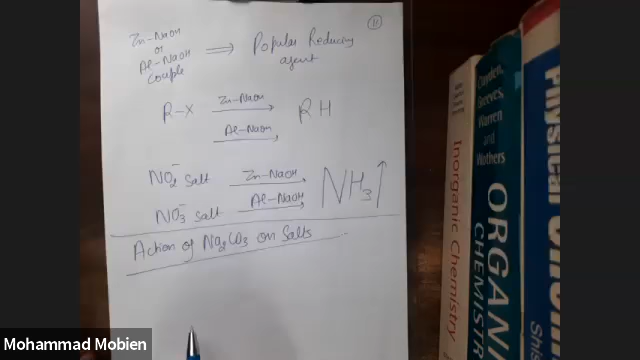 11
Zn-NaOH
or
Al-NaOH
couple
⟹ Popular Reducing
agent
R-X Zn-NaOH RH
Al-NaOH
NO2⁻ salt Zn-NaOH NH3↑
NO3⁻ salt Al-NaOH
Action of Na2CO3 on Salts
Mohammad Mobien
Inorganic Chemistry
Clayden,
Greeves,
Warren
and
Wothers
ORGANIC
CHEMISTRY
Physical